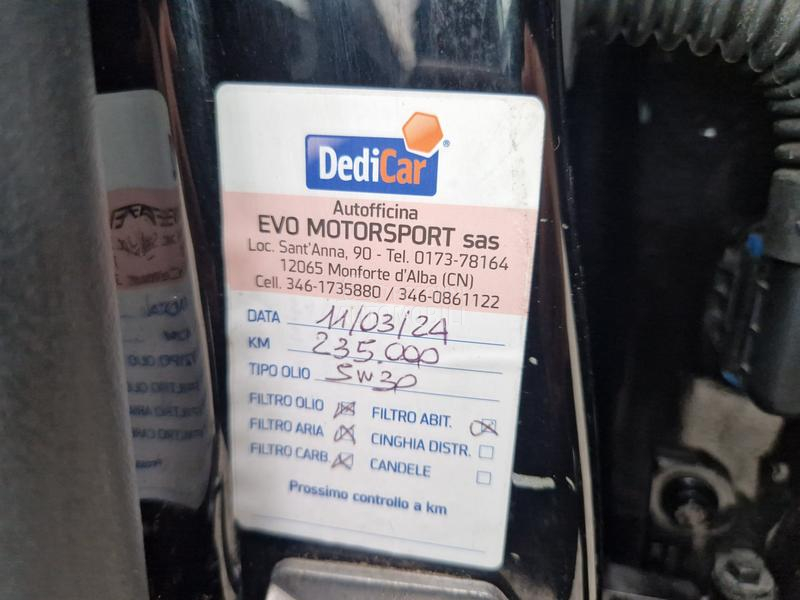 DediCar®
Autofficina
EVO MOTORSPORT sas
Loc. Sant'Anna, 90 - Tel. 0173-78164
12065 Monforte d'Alba (CN)
Cell. 346-1735880 / 346-0861122
DATA 11/03/24
KM 235.000
TIPO OLIO 5W30
FILTRO OLIO FILTRO ABIT.
FILTRO ARIA CINGHIA DISTR.
FILTRO CARB. CANDELE
Prossimo controllo a km